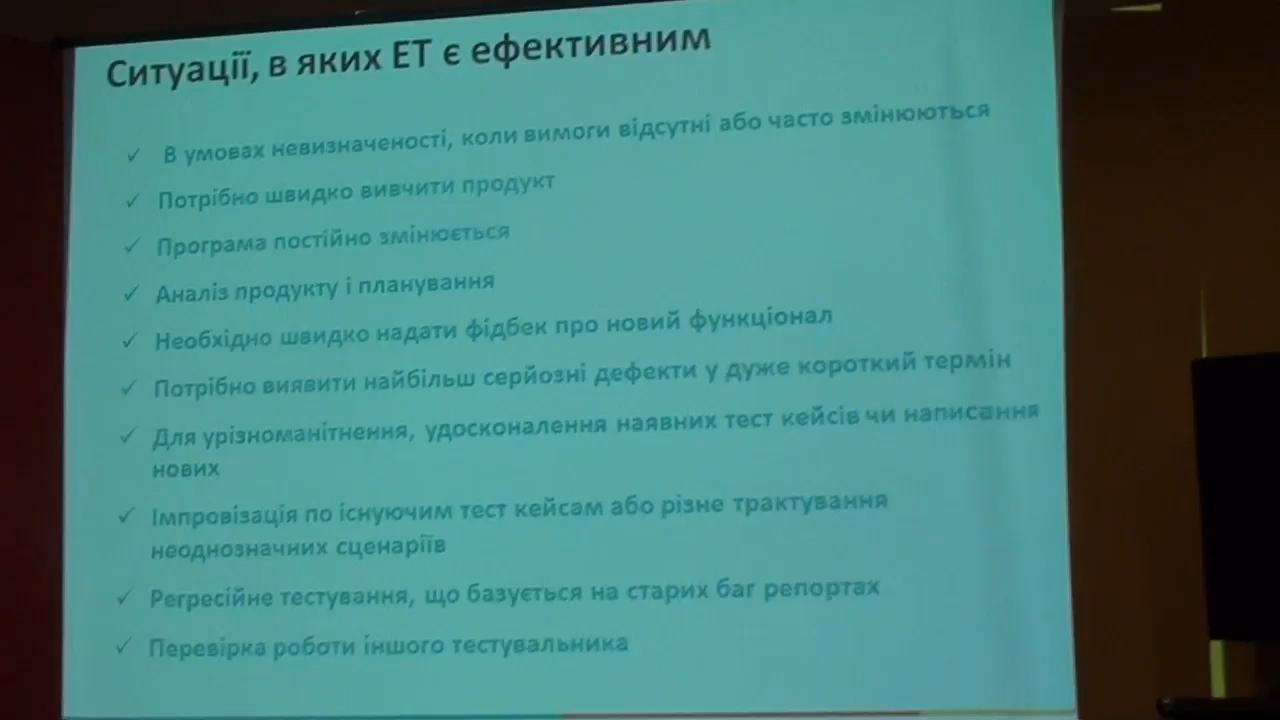 Ситуації, в яких ЕТ є ефективним
✓ В умовах невизначеності, коли вимоги відсутні або часто змінюються
✓ Потрібно швидко вивчити продукт
✓ Програма постійно змінюється
✓ Аналіз продукту і планування
✓ Необхідно швидко надати фідбек про новий функціонал
✓ Потрібно виявити найбільш серйозні дефекти у дуже короткий термін
✓ Для урізноманітнення, удосконалення наявних тест кейсів чи написання
нових
✓ Імпровізація по існуючим тест кейсам або різне трактування
неоднозначних сценаріїв
✓ Регресійне тестування, що базується на старих баг репортах
✓ Перевірка роботи іншого тестувальника